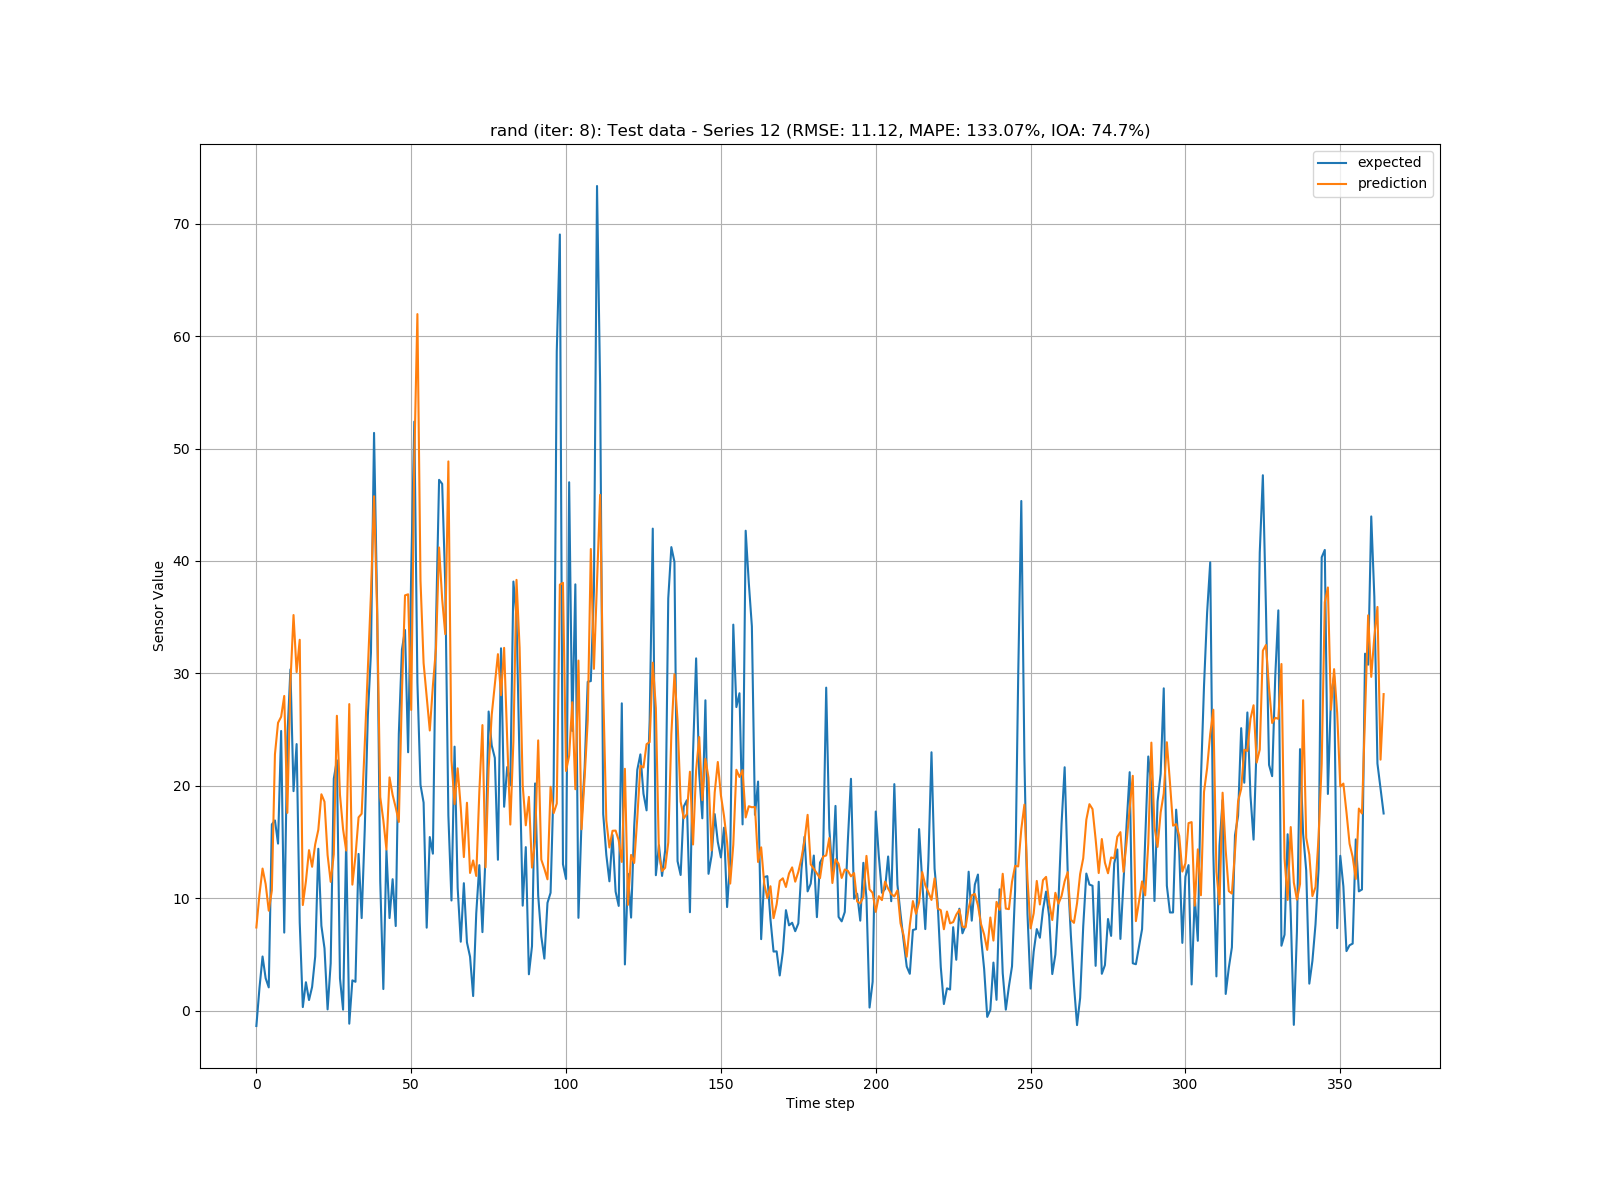 rand (iter: 8): Test data - Series 12 (RMSE: 11.12, MAPE: 133.07%, IOA: 74.7%)
expected
prediction
70
60
50
40
30
20
10
0
Sensor Value
0 50 100 150 200 250 300 350
Time step